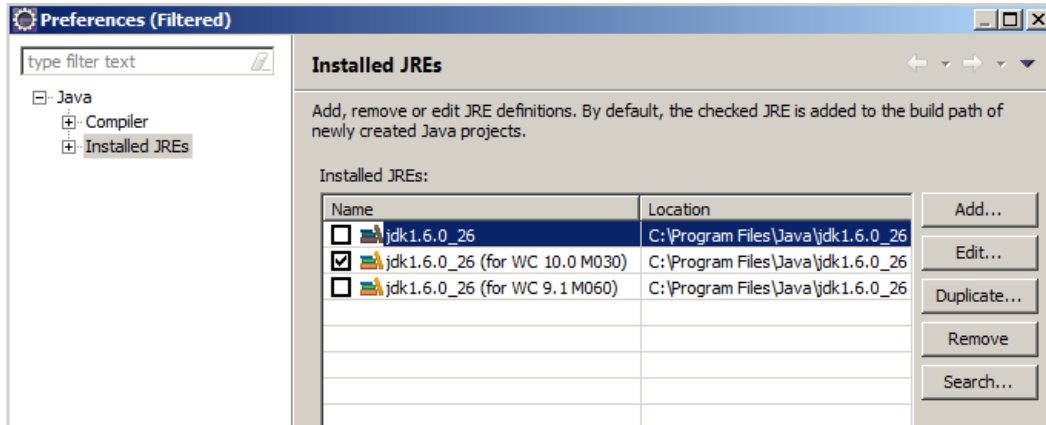 Preferences (Filtered)
type filter text
Java
Compiler
Installed JREs
Installed JREs
Add, remove or edit JRE definitions. By default, the checked JRE is added to the build path of
newly created Java projects.
Installed JREs:
Name Location
jdk1.6.0_26 C:\Program Files\Java\jdk1.6.0_26
jdk1.6.0_26 (for WC 10.0 M030) C:\Program Files\Java\jdk1.6.0_26
jdk1.6.0_26 (for WC 9.1 M060) C:\Program Files\Java\jdk1.6.0_26
Add...
Edit...
Duplicate...
Remove
Search...